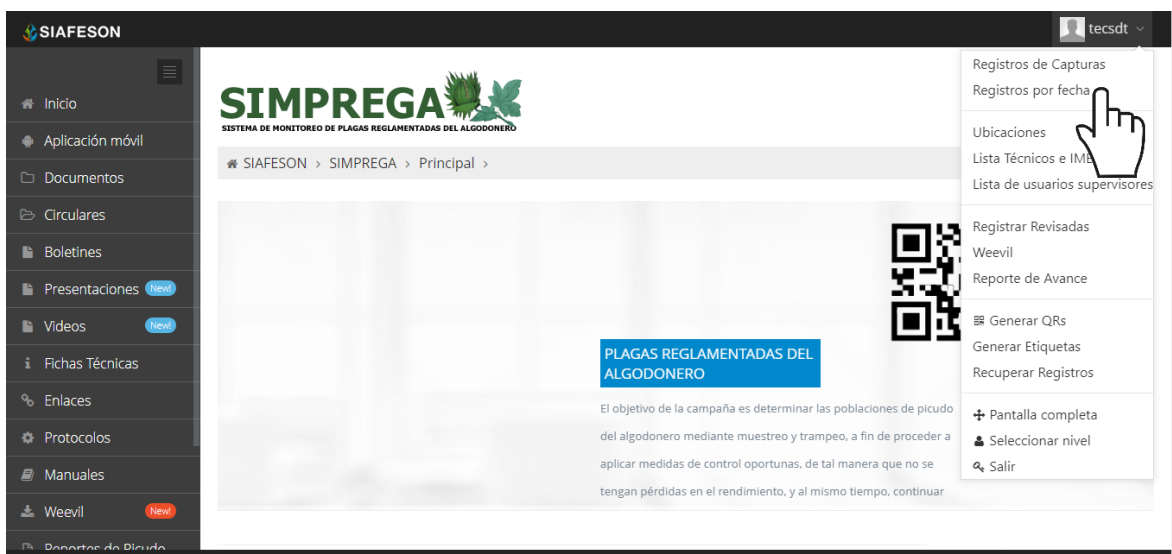 SIAFESON
tecsdt
Inicio
Aplicación móvil
Documentos
Circulares
Boletines
Presentaciones New!
Videos New!
Fichas Técnicas
Enlaces
Protocolos
Manuales
Weevil New!
Reportes de Picudo
SIMPREGA
SISTEMA DE MONITOREO DE PLAGAS REGLAMENTADAS DEL ALGODONERO
SIAFESON > SIMPREGA > Principal >
PLAGAS REGLAMENTADAS DEL
ALGODONERO
El objetivo de la campaña es determinar las poblaciones de picudo
del algodonero mediante muestreo y trampeo, a fin de proceder a
aplicar medidas de control oportunas, de tal manera que no se
tengan pérdidas en el rendimiento, y al mismo tiempo, continuar
Registros de Capturas
Registros por fecha
Ubicaciones
Lista Técnicos e
Lista de usuarios supervisores
Registrar Revisadas
Weevil
Reporte de Avance
Generar QRs
Generar Etiquetas
Recuperar Registros
Pantalla completa
Seleccionar nivel
Salir